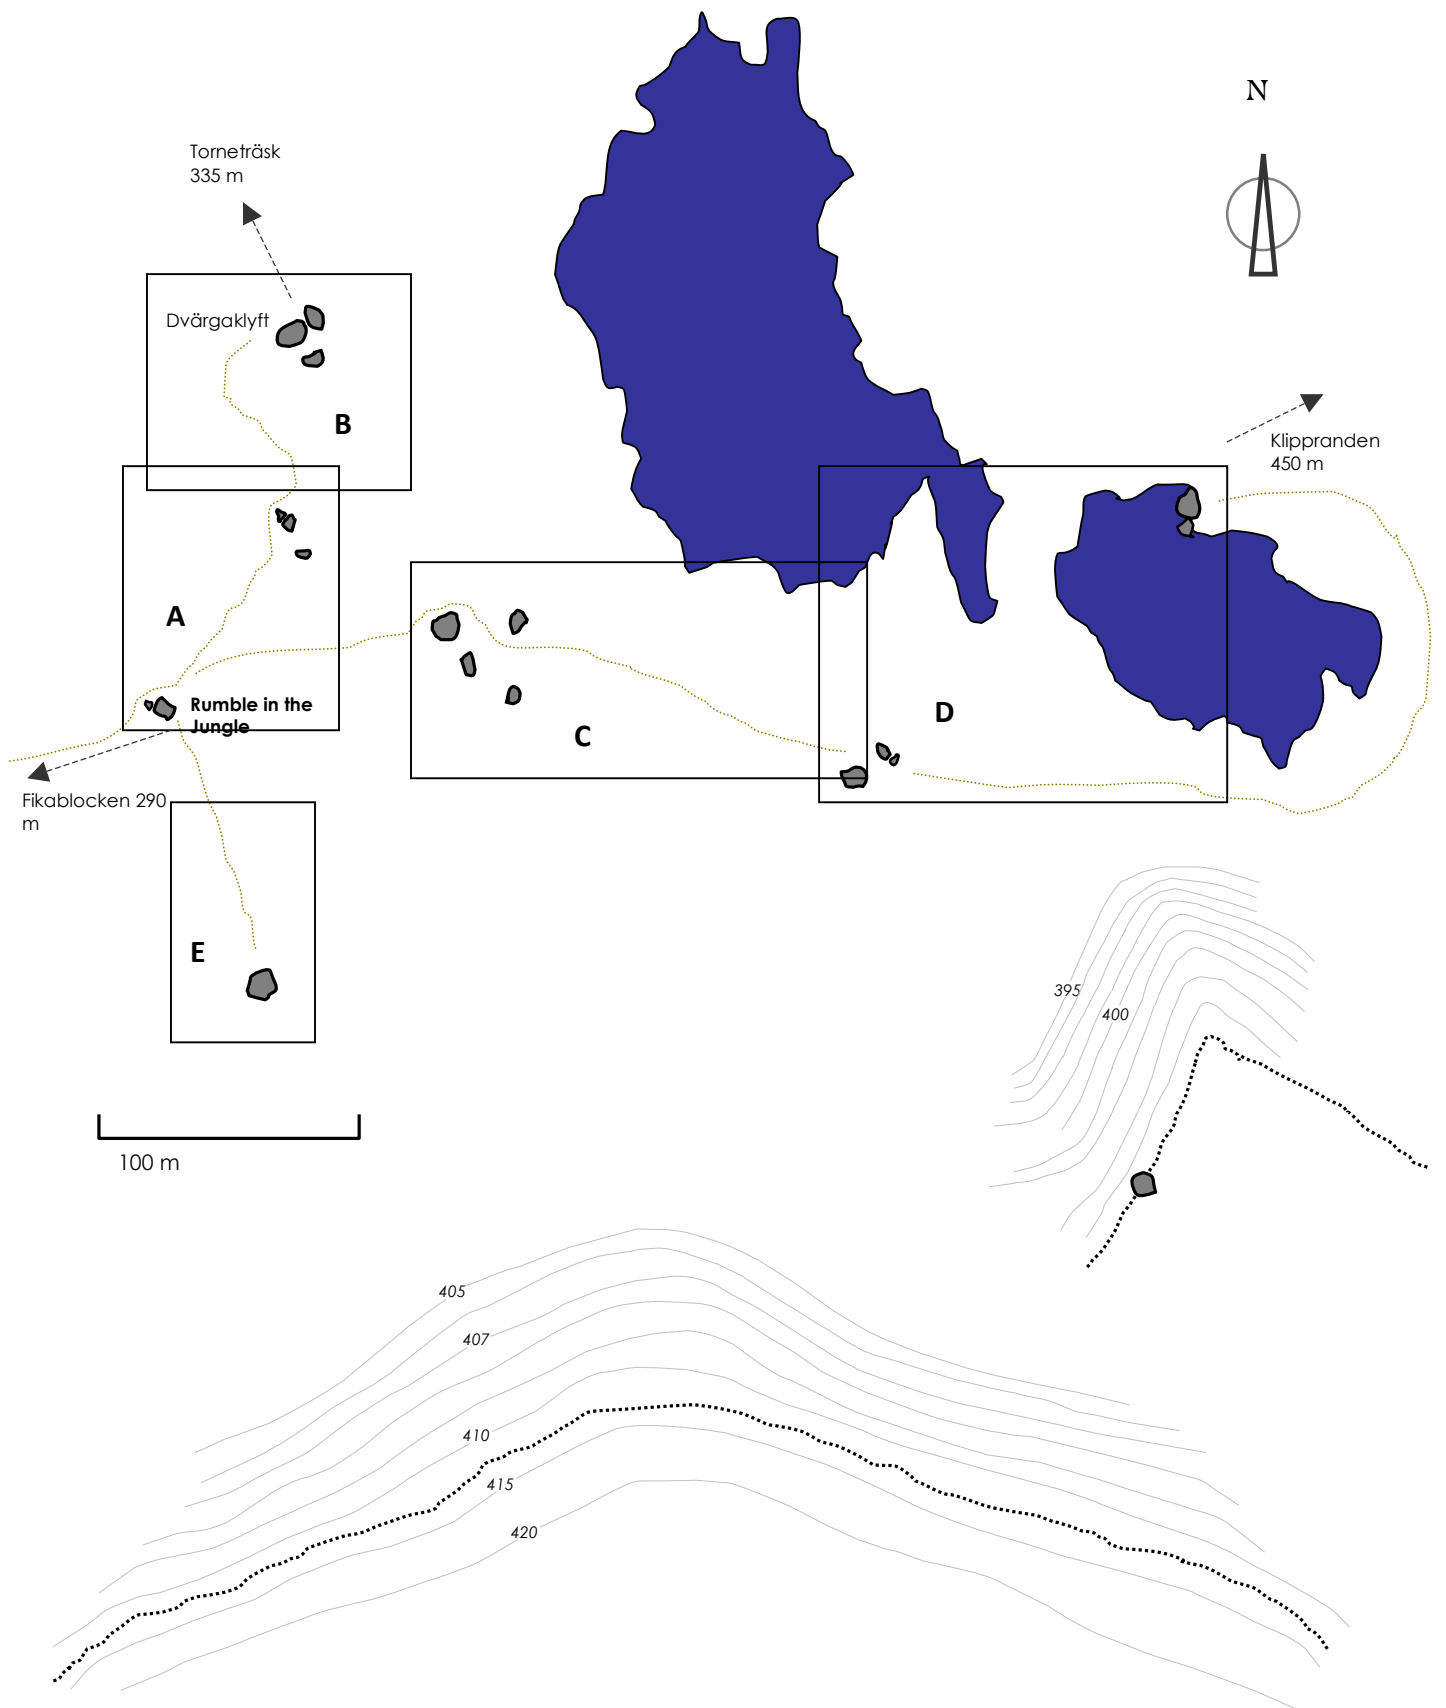 N
Torneträsk
335 m
Dvärgaklyft
B
Klippranden
450 m
A
Rumble in the
Jungle
C
D
Fikablocken 290
m
E
395
400
100 m
405
407
410
415
420